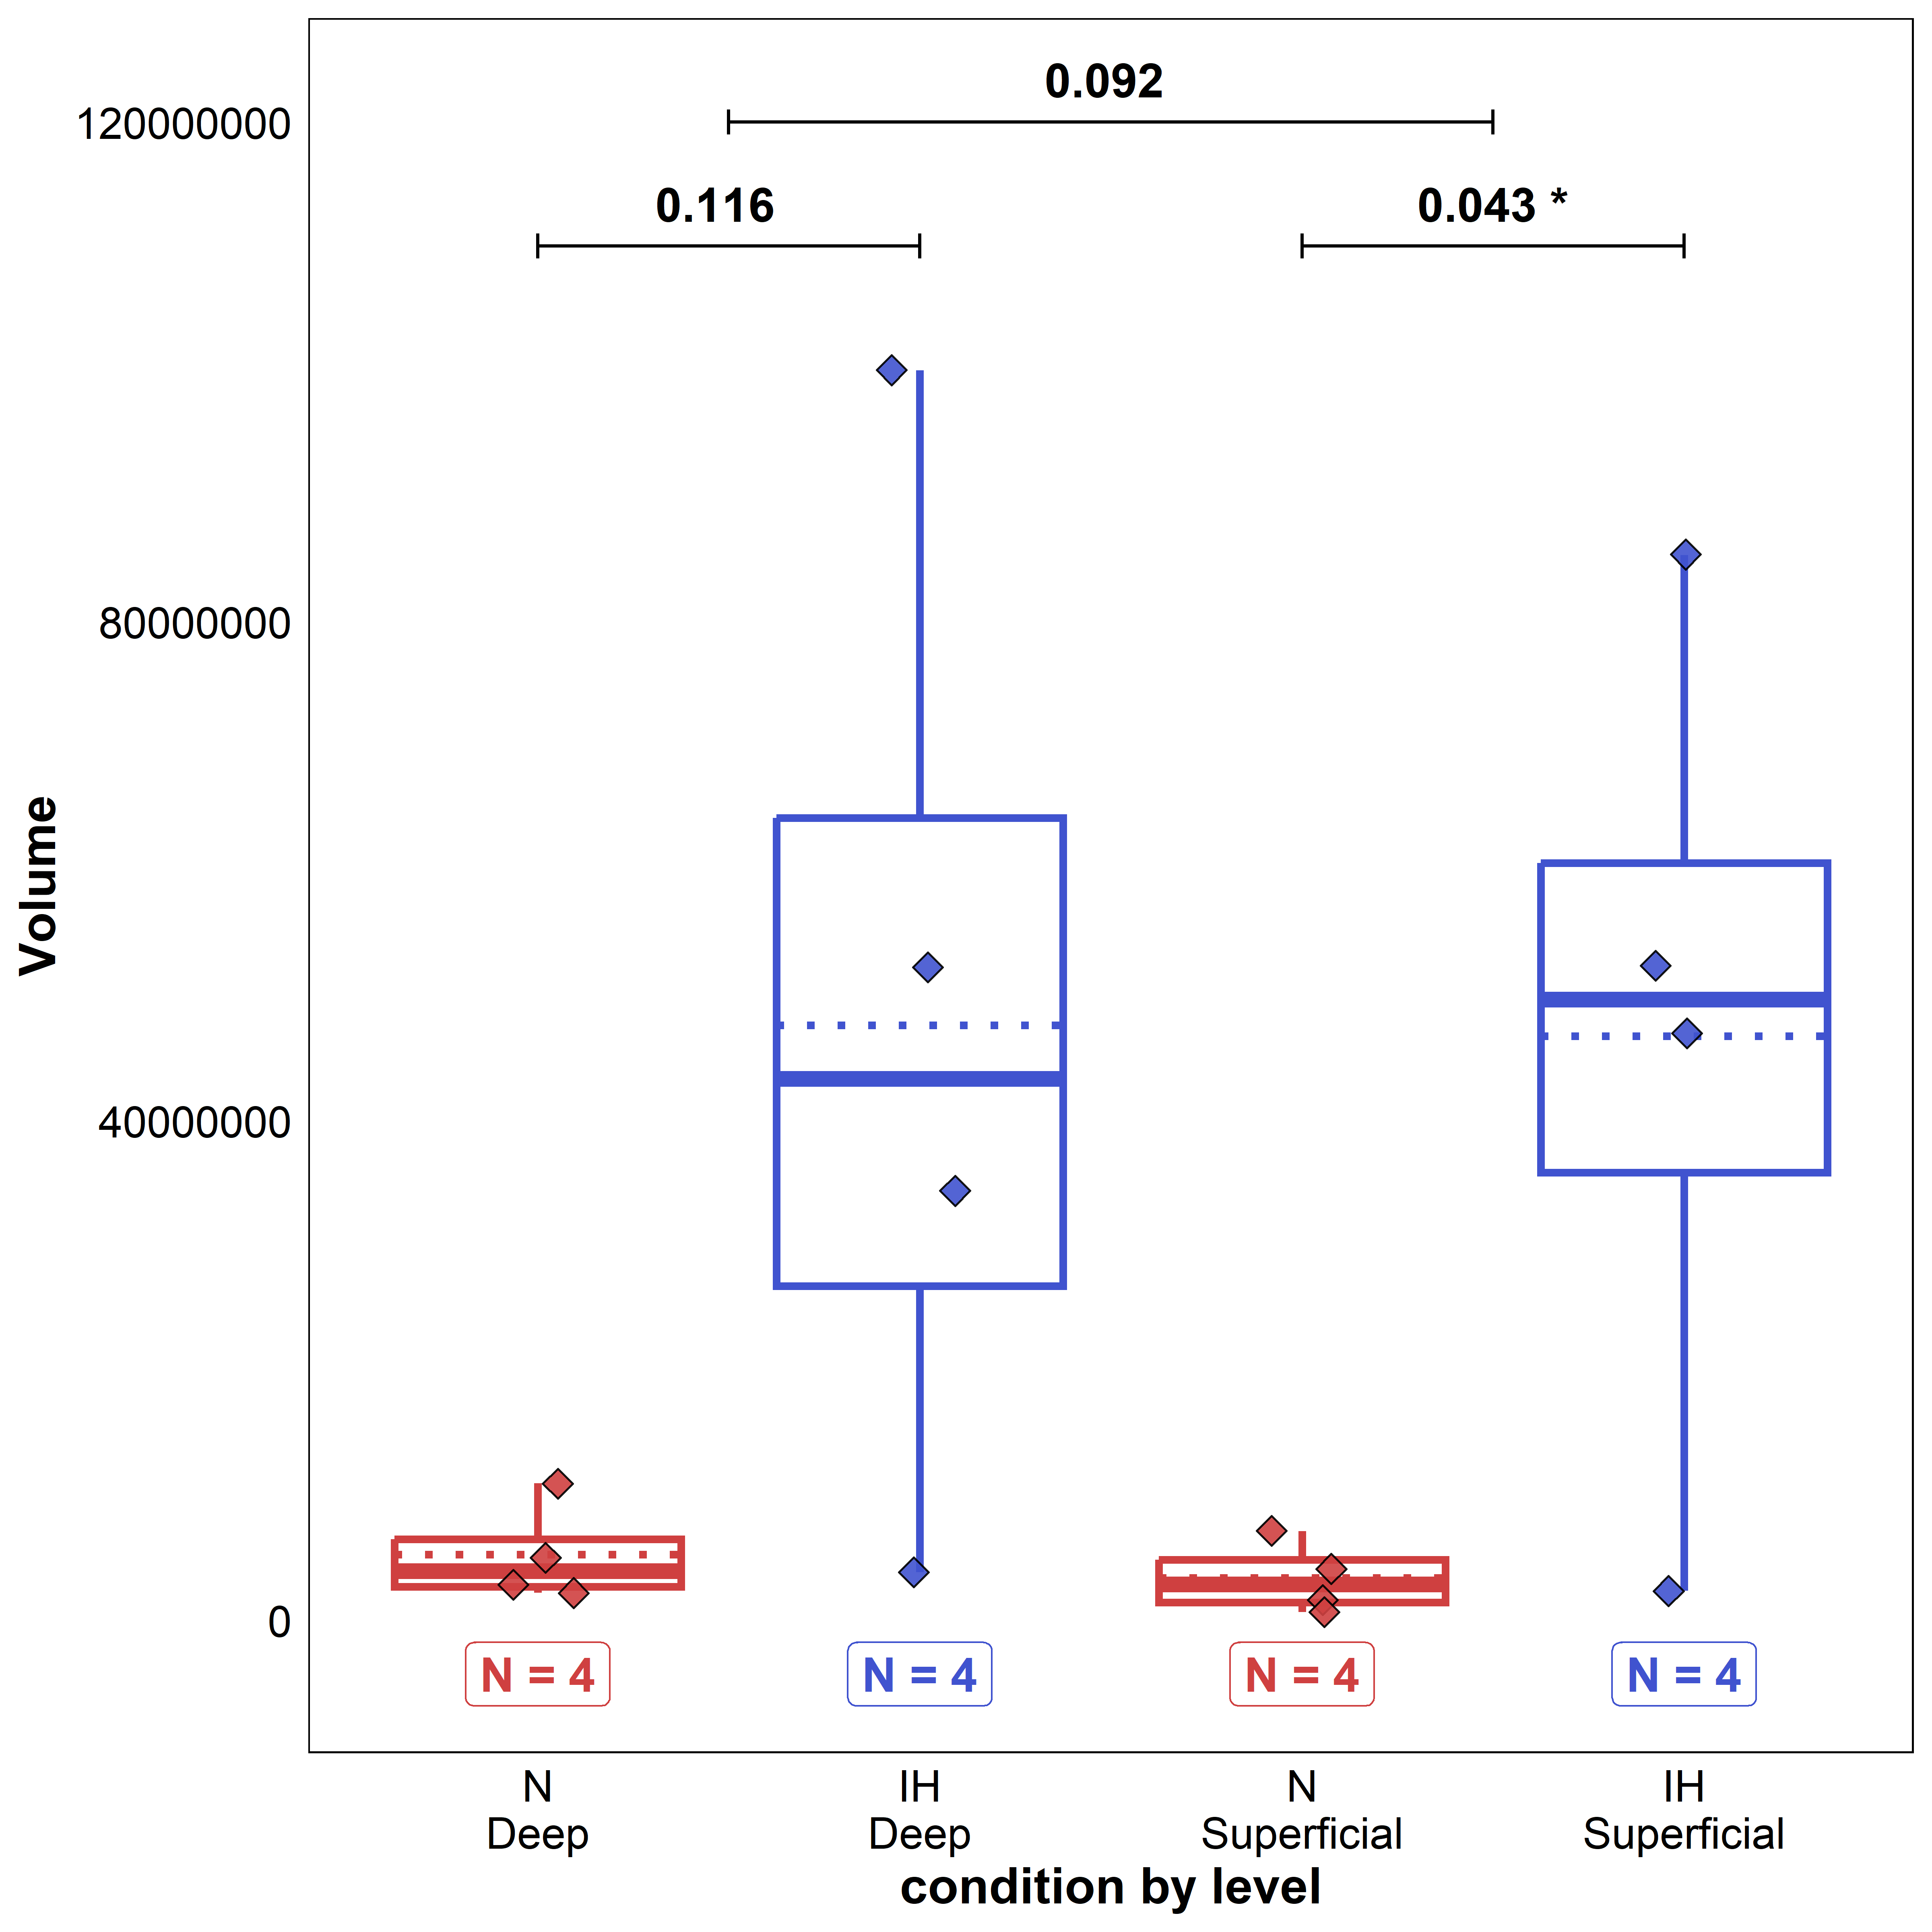 0.092
0.116
0.043 *
120000000
80000000
40000000
0
Volume
N = 4
N = 4
N = 4
N = 4
N
Deep
IH
Deep
N
Superficial
IH
Superficial
condition by level